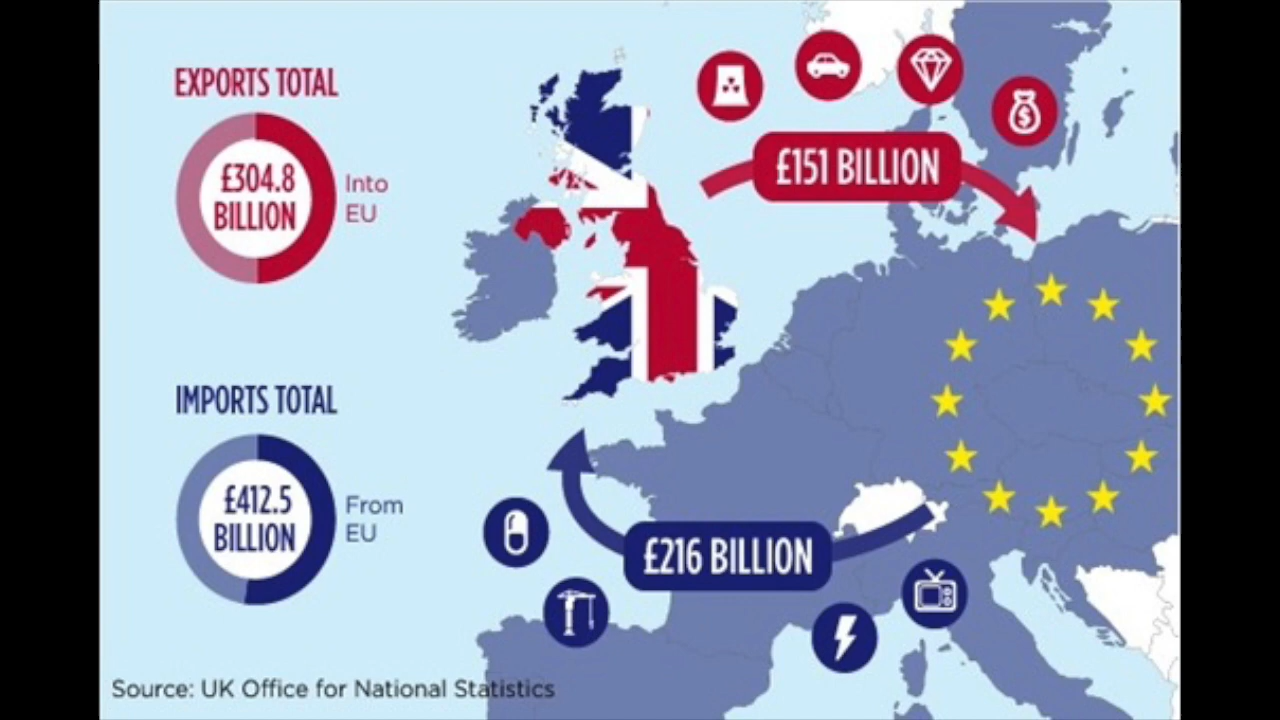 EXPORTS TOTAL
£304.8
BILLION
Into
EU
£151 BILLION
IMPORTS TOTAL
£412.5
BILLION
From
EU
£216 BILLION
Source: UK Office for National Statistics